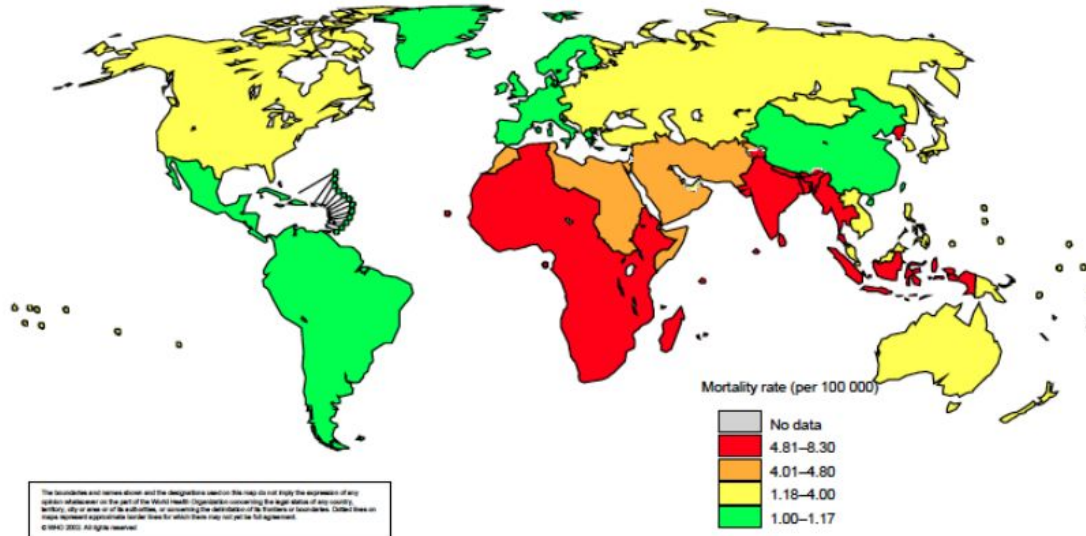 Mortality rate (per 100 000)
No data
4.81–8.30
4.01–4.80
1.18–4.00
1.00–1.17
The boundaries and names shown and the designations used on this map do not imply the expression of any
opinion whatsoever on the part of the World Health Organization concerning the legal status of any country,
territory, city or area or of its authorities, or concerning the delimitation of its frontiers or boundaries. Dotted lines on
maps represent approximate border lines for which there may not yet be full agreement.
© WHO 2002. All rights reserved